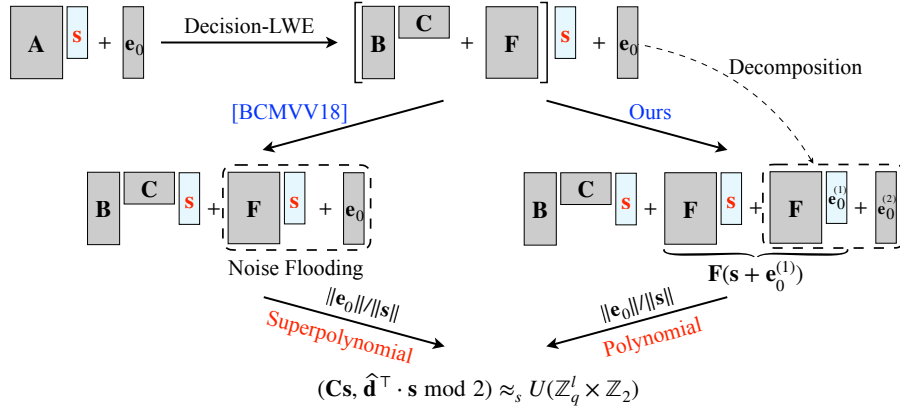 A s + e₀ Decision-LWE [ B C + F ] s + e₀
Decomposition
[BCMVV18] Ours
B C s + F s + e₀ B C s + F s + F e₀⁽¹⁾ + e₀⁽²⁾
Noise Flooding F(s + e₀⁽¹⁾)
‖e₀‖/‖s‖ ‖e₀‖/‖s‖
Superpolynomial Polynomial
(Cs, d̂^⊤ · s mod 2) ≈ₛ U(ℤ_q^l × ℤ₂)